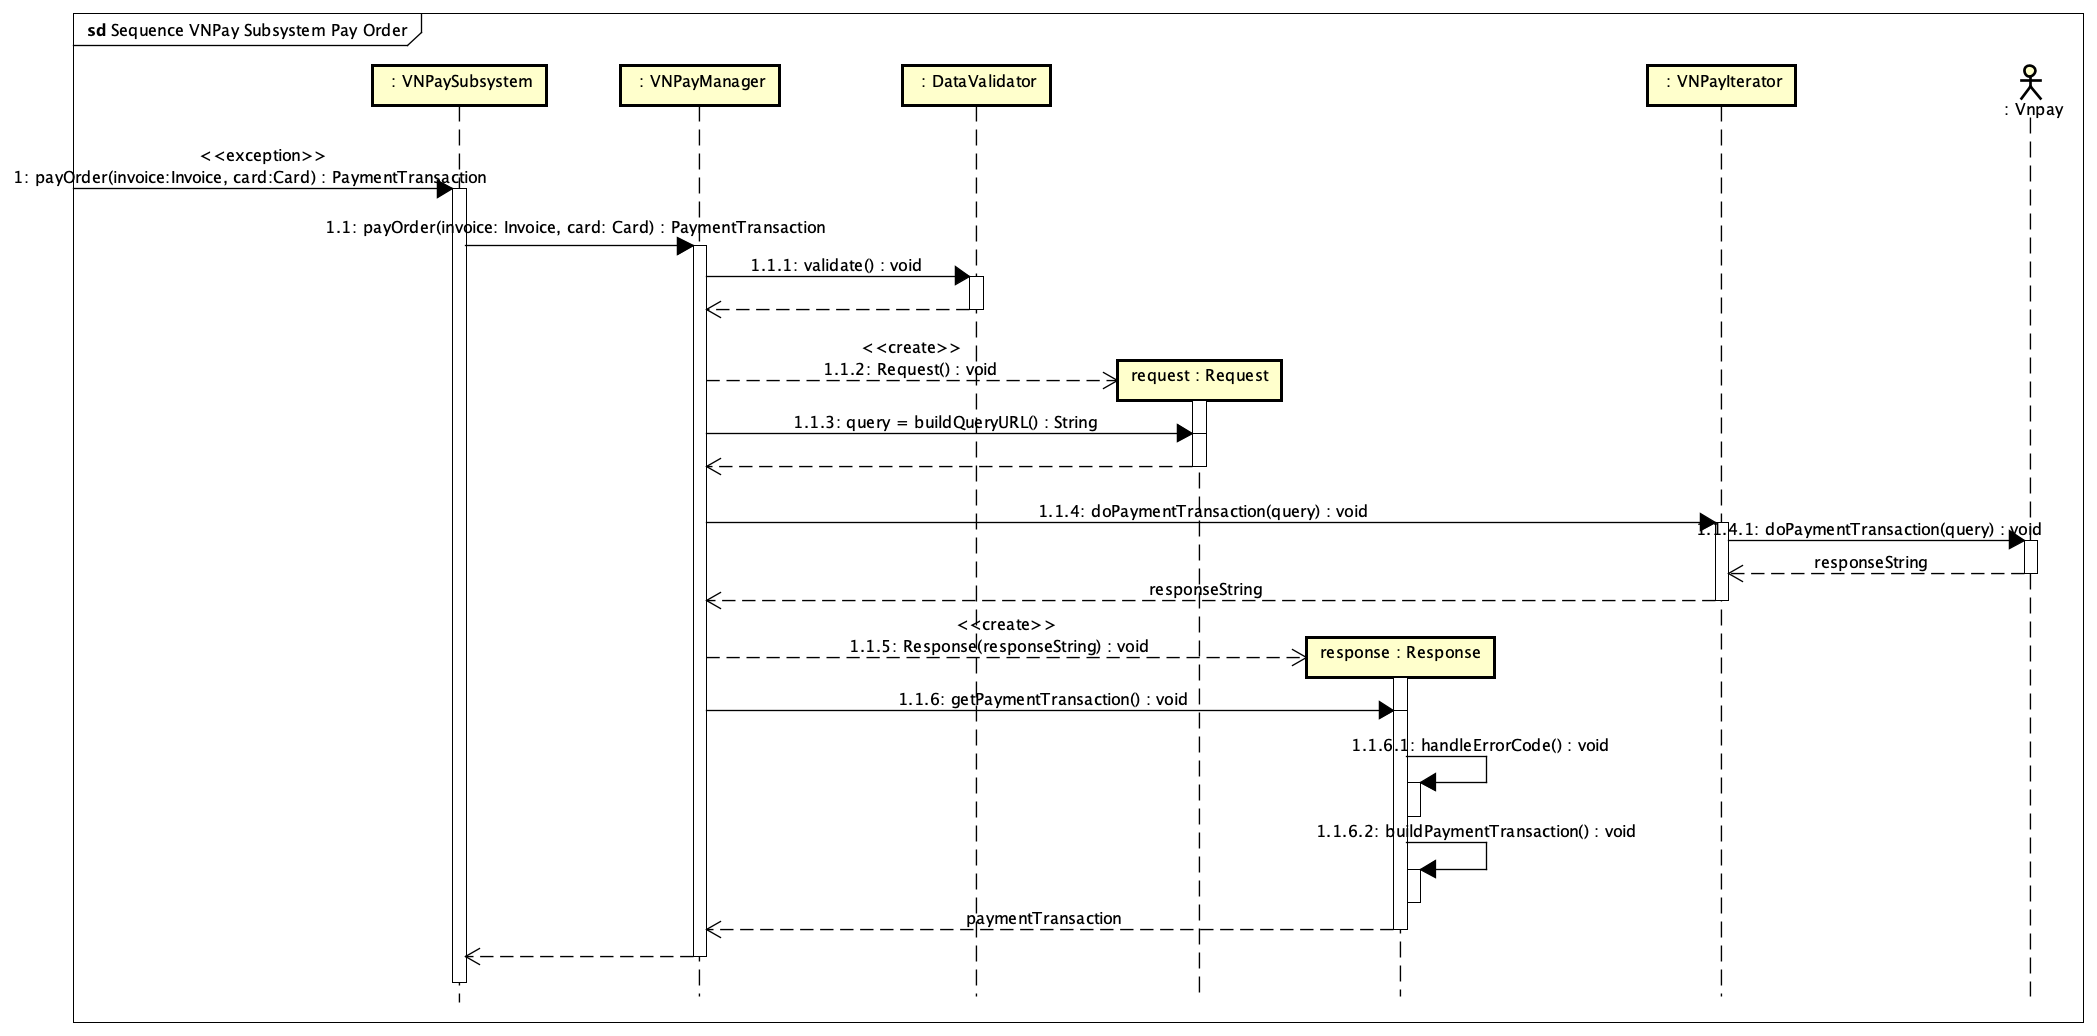 sd Sequence VNPay Subsystem Pay Order
: VNPaySubsystem
: VNPayManager
: DataValidator
: VNPayIterator
: Vnpay
<<exception>>
1: payOrder(invoice:Invoice, card:Card) : PaymentTransaction
1.1: payOrder(invoice: Invoice, card: Card) : PaymentTransaction
1.1.1: validate() : void
<<create>>
1.1.2: Request() : void
request : Request
1.1.3: query = buildQueryURL() : String
1.1.4: doPaymentTransaction(query) : void
1.1.4.1: doPaymentTransaction(query) : void
responseString
responseString
<<create>>
1.1.5: Response(responseString) : void
response : Response
1.1.6: getPaymentTransaction() : void
1.1.6.1: handleErrorCode() : void
1.1.6.2: buildPaymentTransaction() : void
paymentTransaction